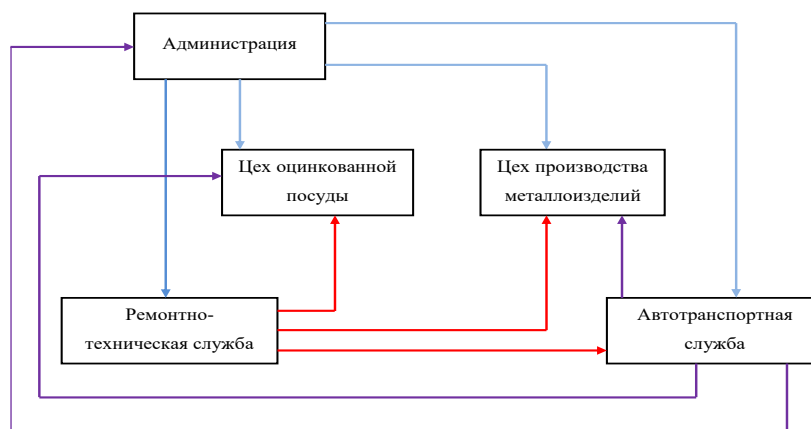 Администрация
Цех оцинкованной
посуды
Цех производства
металлоизделий
Ремонтно-
техническая служба
Автотранспортная
служба